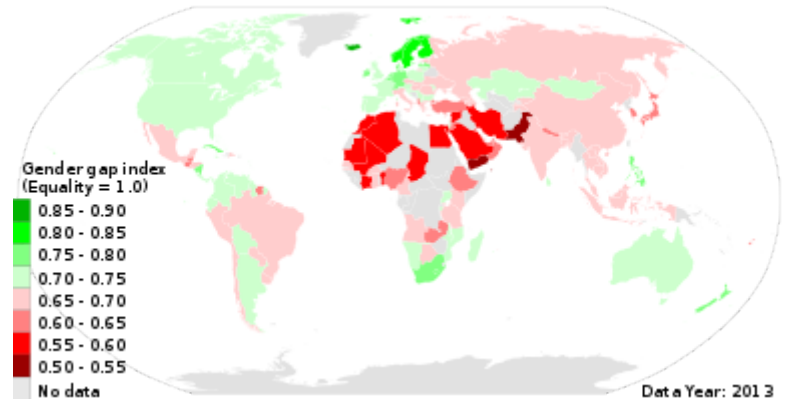 Gender gap index
(Equality = 1.0)
0.85 - 0.90
0.80 - 0.85
0.75 - 0.80
0.70 - 0.75
0.65 - 0.70
0.60 - 0.65
0.55 - 0.60
0.50 - 0.55
No data
Data Year: 2013